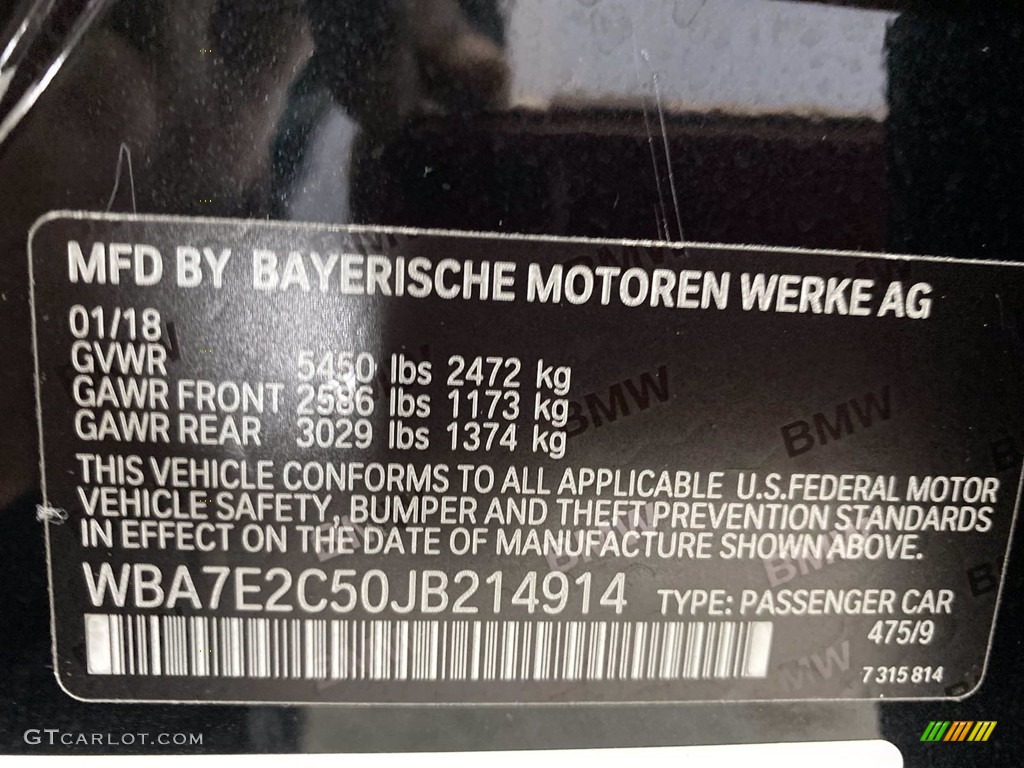 MFD BY BAYERISCHE MOTOREN WERKE AG
01/18
GVWR 5450 lbs 2472 kg
GAWR FRONT 2586 lbs 1173 kg
GAWR REAR 3029 lbs 1374 kg
THIS VEHICLE CONFORMS TO ALL APPLICABLE U.S.FEDERAL MOTOR
VEHICLE SAFETY, BUMPER AND THEFT PREVENTION STANDARDS
IN EFFECT ON THE DATE OF MANUFACTURE SHOWN ABOVE.
WBA7E2C50JB214914 TYPE: PASSENGER CAR
475/9
7 315 814
GTCARLOT.COM